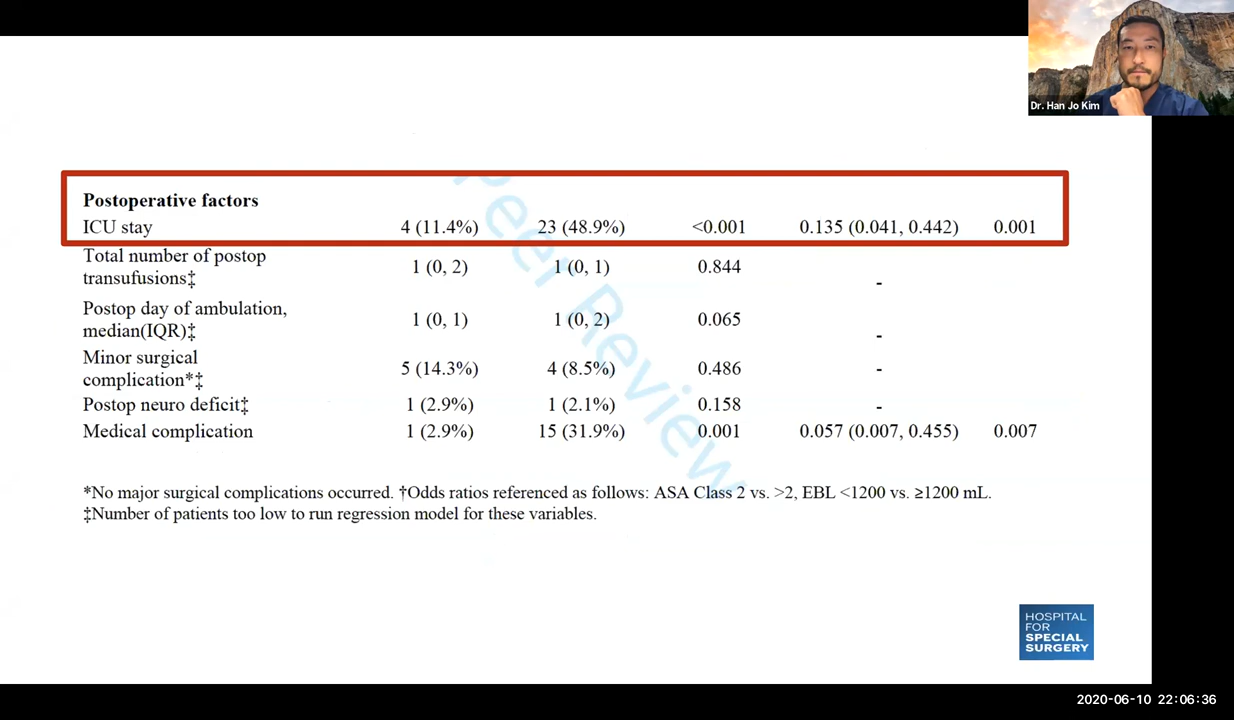 Dr. Han Jo Kim
Postoperative factors
ICU stay 4 (11.4%) 23 (48.9%) <0.001 0.135 (0.041, 0.442) 0.001
Total number of postop
transufusions‡ 1 (0, 2) 1 (0, 1) 0.844 -
Postop day of ambulation,
median(IQR)‡ 1 (0, 1) 1 (0, 2) 0.065 -
Minor surgical
complication*‡ 5 (14.3%) 4 (8.5%) 0.486 -
Postop neuro deficit‡ 1 (2.9%) 1 (2.1%) 0.158 -
Medical complication 1 (2.9%) 15 (31.9%) 0.001 0.057 (0.007, 0.455) 0.007
Peer Review
*No major surgical complications occurred. †Odds ratios referenced as follows: ASA Class 2 vs. >2, EBL <1200 vs. ≥1200 mL.
‡Number of patients too low to run regression model for these variables.
HOSPITAL
FOR
SPECIAL
SURGERY
2020-06-10 22:06:36